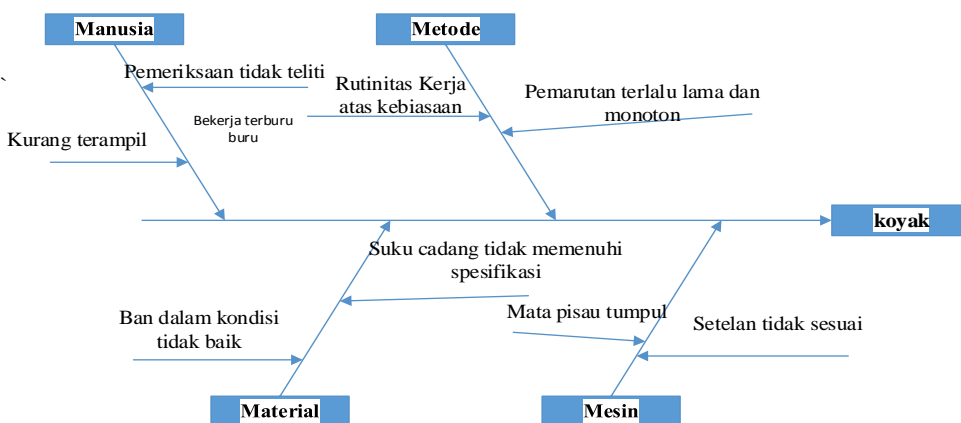 Manusia
Metode
`
Pemeriksaan tidak teliti
Rutinitas Kerja
atas kebiasaan
Pemarutan terlalu lama dan
monoton
Bekerja terburu
buru
Kurang terampil
koyak
Suku cadang tidak memenuhi
spesifikasi
Ban dalam kondisi
tidak baik
Mata pisau tumpul
Setelan tidak sesuai
Material
Mesin